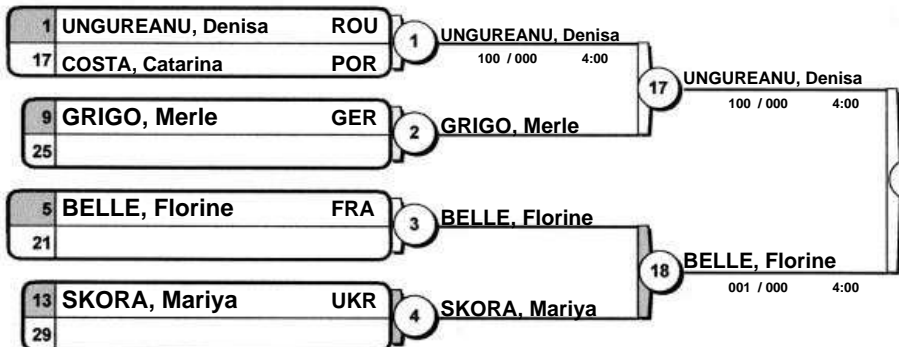 1 UNGUREANU, Denisa ROU
17 COSTA, Catarina POR
1
UNGUREANU, Denisa
100 / 000 4:00
17
UNGUREANU, Denisa
100 / 000 4:00
9 GRIGO, Merle GER
25
2
GRIGO, Merle
5 BELLE, Florine FRA
21
3
BELLE, Florine
18
BELLE, Florine
001 / 000 4:00
13 SKORA, Mariya UKR
29
4
SKORA, Mariya